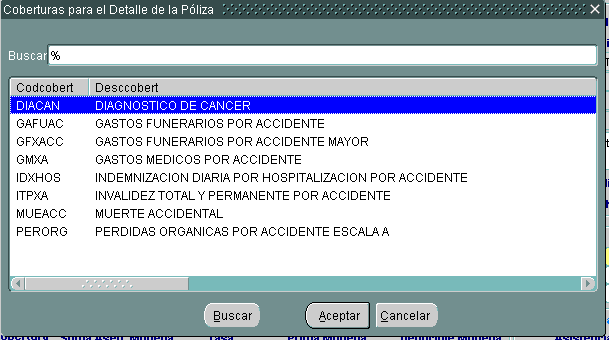 Coberturas para el Detalle de la Póliza
Buscar %
Codcobert Desccobert
DIACAN DIAGNOSTICO DE CANCER
GAFUAC GASTOS FUNERARIOS POR ACCIDENTE
GFXACC GASTOS FUNERARIOS POR ACCIDENTE MAYOR
GMXA GASTOS MEDICOS POR ACCIDENTE
IDXHOS INDEMNIZACION DIARIA POR HOSPITALIZACION POR ACCIDENTE
ITPXA INVALIDEZ TOTAL Y PERMANENTE POR ACCIDENTE
MUEACC MUERTE ACCIDENTAL
PERORG PERDIDAS ORGANICAS POR ACCIDENTE ESCALA A
Buscar Aceptar Cancelar